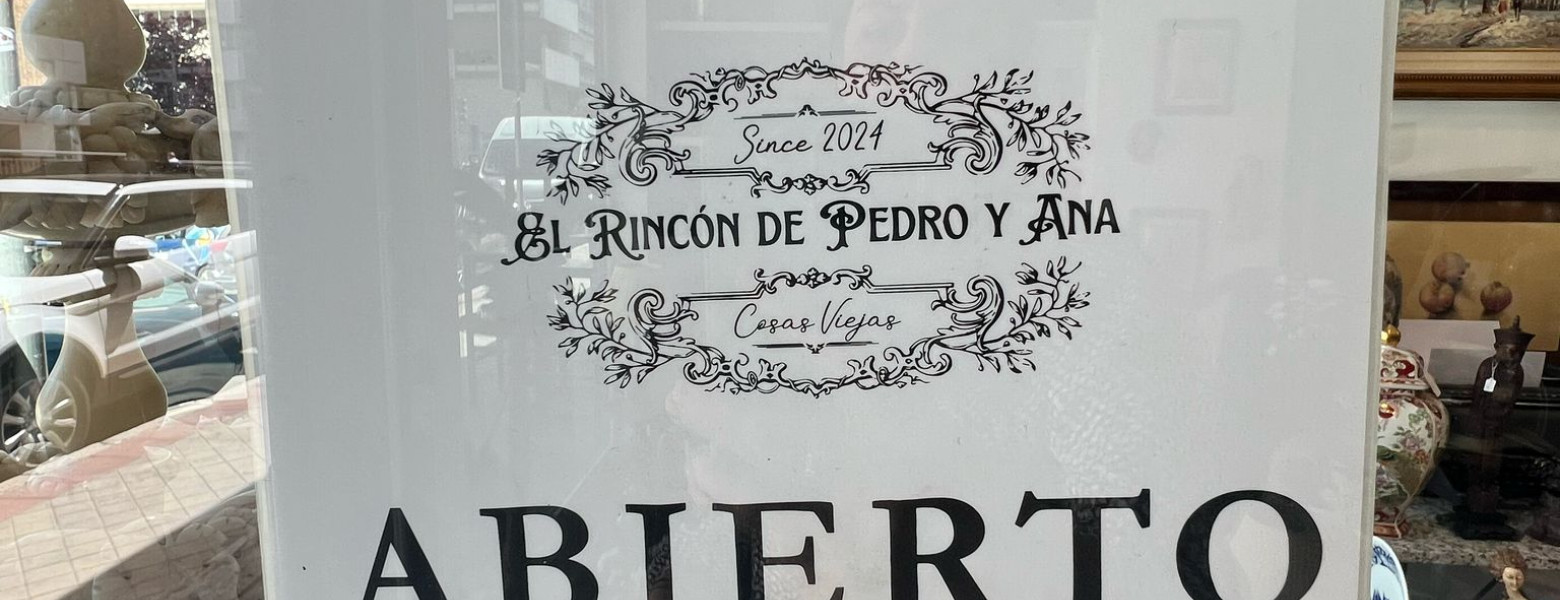 Since 2024
El Rincón de Pedro y Ana
Cosas Viejas
ABIERTO